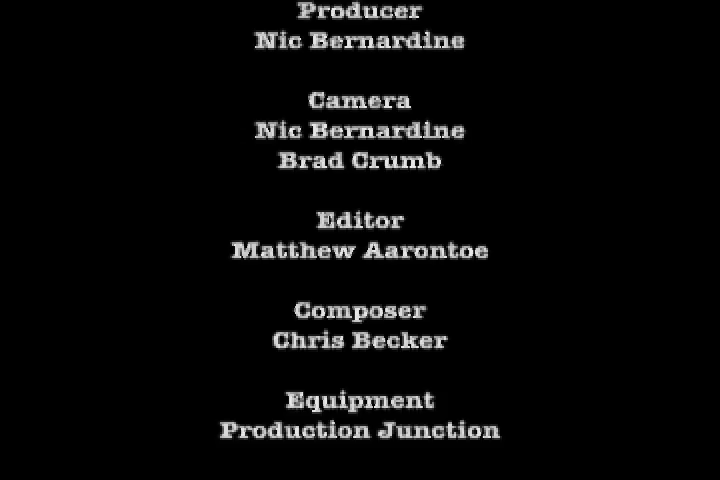 Producer
Nic Bernardine
Camera
Nic Bernardine
Brad Crumb
Editor
Matthew Aarontoe
Composer
Chris Becker
Equipment
Production Junction